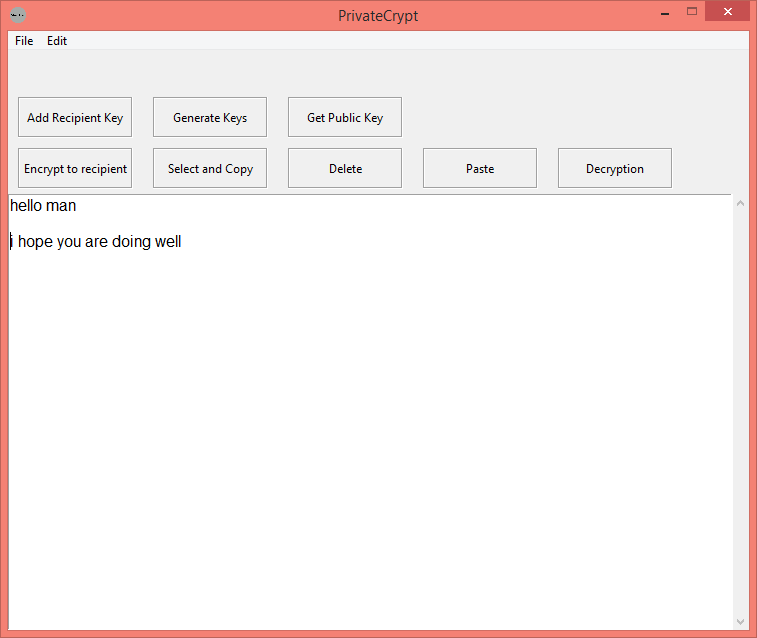 PrivateCrypt
File Edit
Add Recipient Key Generate Keys Get Public Key
Encrypt to recipient Select and Copy Delete Paste Decryption
hello man
i hope you are doing well